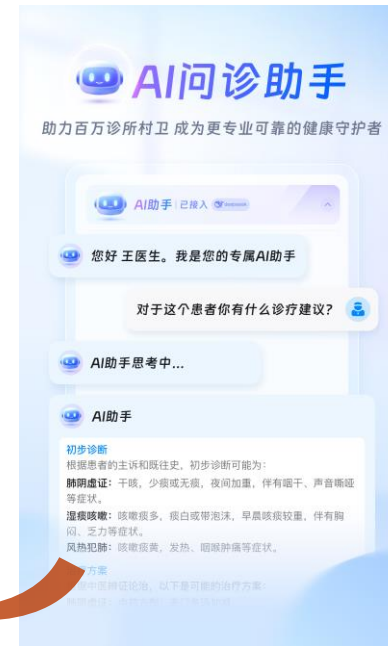 AI问诊助手
助力百万诊所村卫 成为更专业可靠的健康守护者
AI助手 | 已接入
您好 王医生。我是您的专属AI助手
对于这个患者你有什么诊疗建议？
AI助手思考中...
AI助手
初步诊断
根据患者的主诉和既往史，初步诊断可能为：
肺阴虚证：干咳，少痰或无痰，夜间加重，伴有咽干、声音嘶哑
等症状。
湿痰咳嗽：咳嗽痰多，痰白或带泡沫，早晨咳痰较重，伴有胸
闷、乏力等症状。
风热犯肺：咳嗽痰黄、发热、咽喉肿痛等症状。
方案
中医辨证论治，以下是可能的治疗方案：